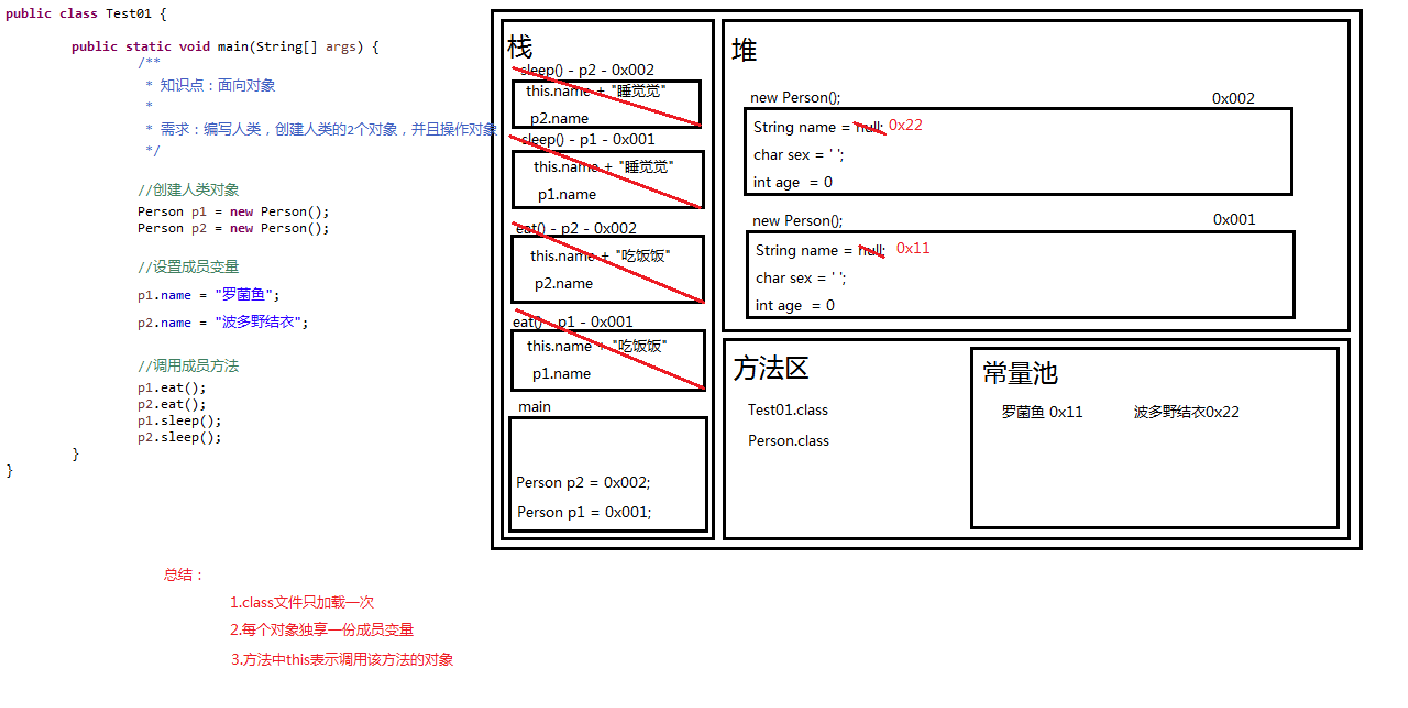 public class Test01 {
public static void main(String[] args) {
/**
* 知识点：面向对象
*
* 需求：编写人类，创建人类的2个对象，并且操作对象
*/
//创建人类对象
Person p1 = new Person();
Person p2 = new Person();
//设置成员变量
p1.name = "罗菌鱼";
p2.name = "波多野结衣";
//调用成员方法
p1.eat();
p2.eat();
p1.sleep();
p2.sleep();
}
}
栈
sleep() - p2 - 0x002
this.name + "睡觉觉"
p2.name
sleep() - p1 - 0x001
this.name + "睡觉觉"
p1.name
eat() - p2 - 0x002
this.name + "吃饭饭"
p2.name
eat() - p1 - 0x001
this.name + "吃饭饭"
p1.name
main
Person p2 = 0x002;
Person p1 = 0x001;
堆
new Person(); 0x002
String name = null; 0x22
char sex = ' ';
int age = 0
new Person(); 0x001
String name = null; 0x11
char sex = ' ';
int age = 0
方法区
Test01.class
Person.class
常量池
罗菌鱼 0x11 波多野结衣0x22
总结：
1.class文件只加载一次
2.每个对象独享一份成员变量
3.方法中this表示调用该方法的对象